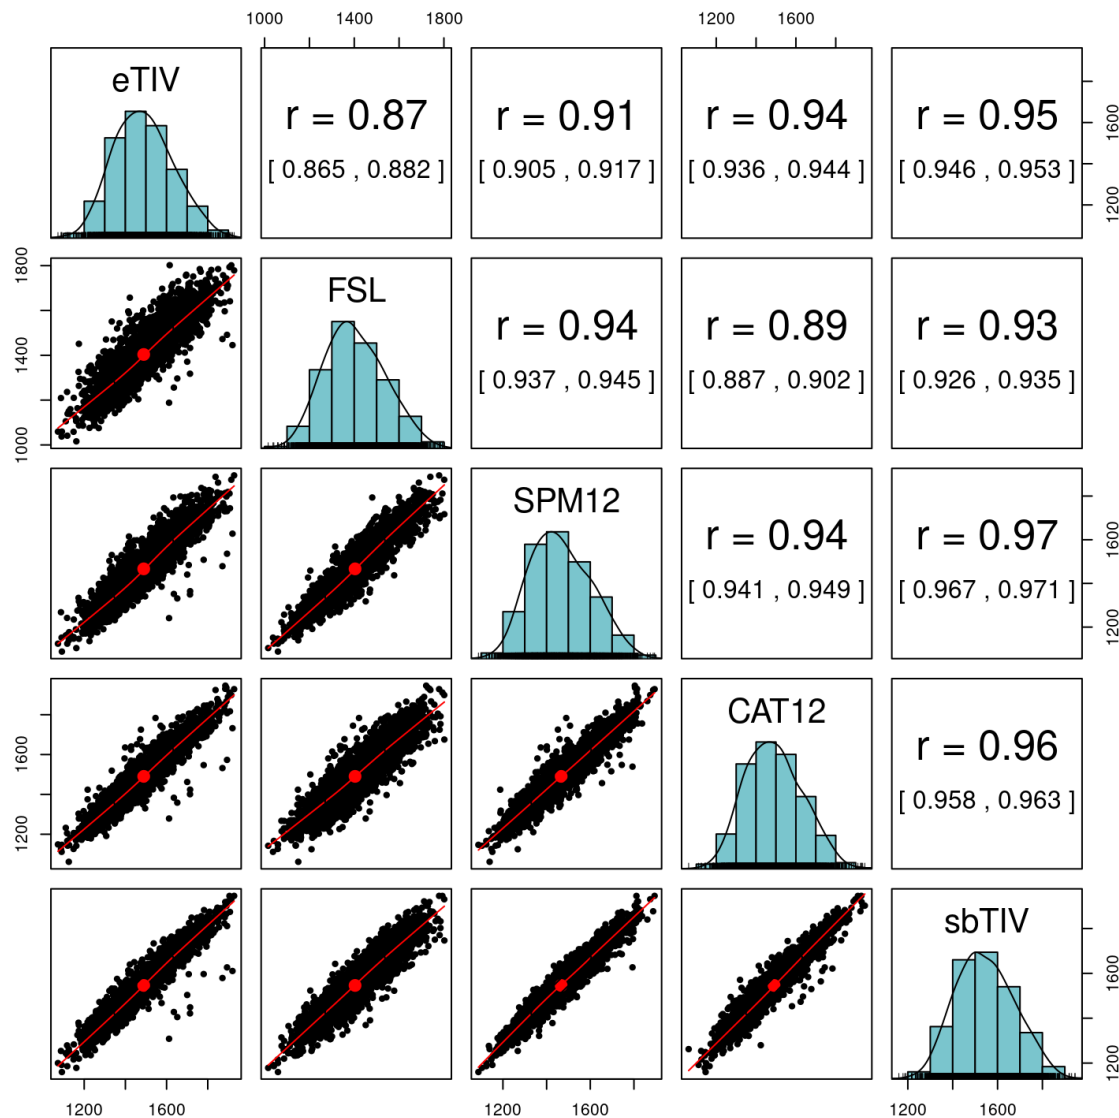 1000 1400 1800
1200 1600
eTIV
r = 0.87
[ 0.865 , 0.882 ]
r = 0.91
[ 0.905 , 0.917 ]
r = 0.94
[ 0.936 , 0.944 ]
r = 0.95
[ 0.946 , 0.953 ]
1200 1600
1000 1400 1800
FSL
r = 0.94
[ 0.937 , 0.945 ]
r = 0.89
[ 0.887 , 0.902 ]
r = 0.93
[ 0.926 , 0.935 ]
SPM12
r = 0.94
[ 0.941 , 0.949 ]
r = 0.97
[ 0.967 , 0.971 ]
1200 1600
1200 1600
CAT12
r = 0.96
[ 0.958 , 0.963 ]
sbTIV
1200 1600
1200 1600
1200 1600
1200 1600